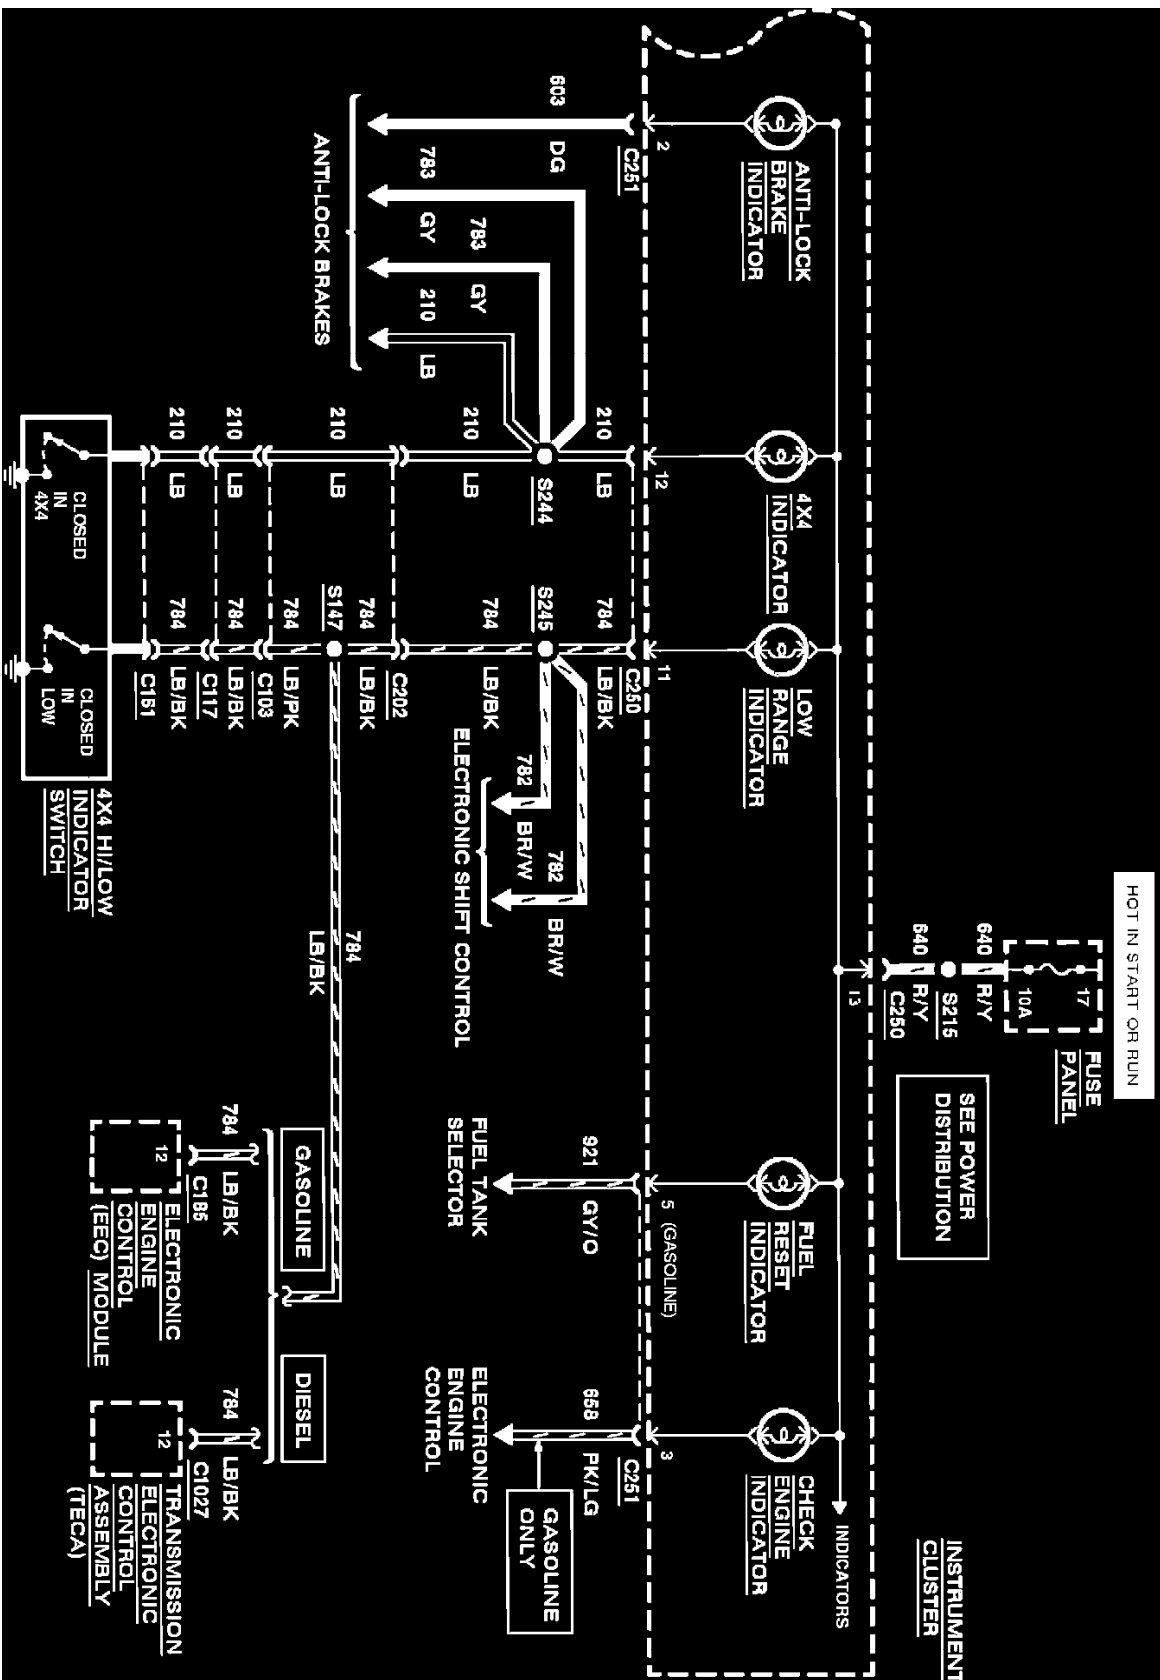 HOT IN START OR RUN
FUSE
PANEL
17
10A
640
R/Y
S215
640
R/Y
C250
13
SEE POWER
DISTRIBUTION
INSTRUMENT
CLUSTER
ANTI-LOCK
BRAKE
INDICATOR
4X4
INDICATOR
LOW
RANGE
INDICATOR
FUEL
RESET
INDICATOR
CHECK
ENGINE
INDICATOR
INDICATORS
2
12
11
5 (GASOLINE)
3
C251
C250
C251
603
DG
783
GY
783
GY
210
LB
ANTI-LOCK BRAKES
210
LB
S244
784
LB/BK
S245
782
BR/W
782
BR/W
ELECTRONIC SHIFT CONTROL
921
GY/O
FUEL TANK
SELECTOR
658
PK/LG
ELECTRONIC
ENGINE
CONTROL
GASOLINE
ONLY
210
LB
784
LB/BK
C202
210
LB
784
LB/BK
S147
784
LB/PK
C103
210
LB
784
LB/BK
C117
210
LB
784
LB/BK
C151
784
LB/BK
CLOSED
IN
4X4
CLOSED
IN
LOW
4X4 HI/LOW
INDICATOR
SWITCH
GASOLINE
DIESEL
784
LB/BK
C185
12
ELECTRONIC
ENGINE
CONTROL
(EEC) MODULE
784
LB/BK
C1027
12
TRANSMISSION
ELECTRONIC
CONTROL
ASSEMBLY
(TECA)